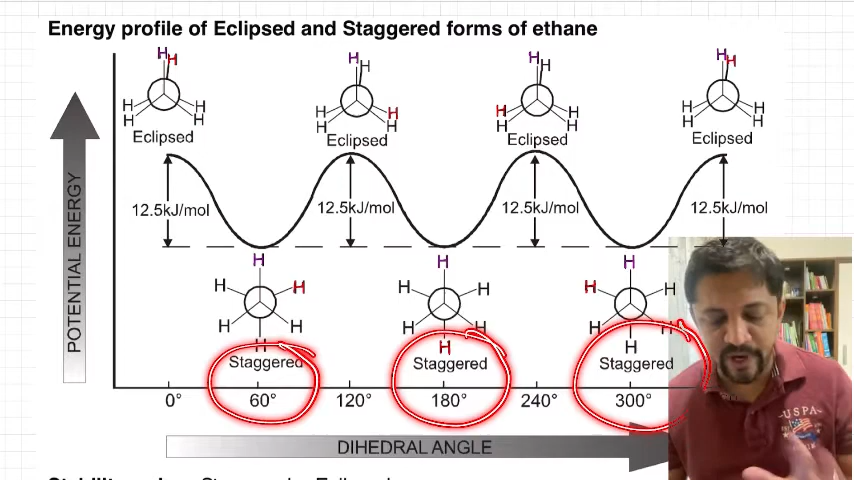 Energy profile of Eclipsed and Staggered forms of ethane
H H
H H
H H
Eclipsed
H H
H H
H H
Eclipsed
H H
H H
H H
Eclipsed
H H
H H
H H
Eclipsed
12.5kJ/mol
12.5kJ/mol
12.5kJ/mol
12.5kJ/mol
POTENTIAL ENERGY
H
H H
H H
H
Staggered
H
H H
H H
H
Staggered
H
H H
H H
H
Staggered
0° 60° 120° 180° 240° 300°
DIHEDRAL ANGLE
USPA